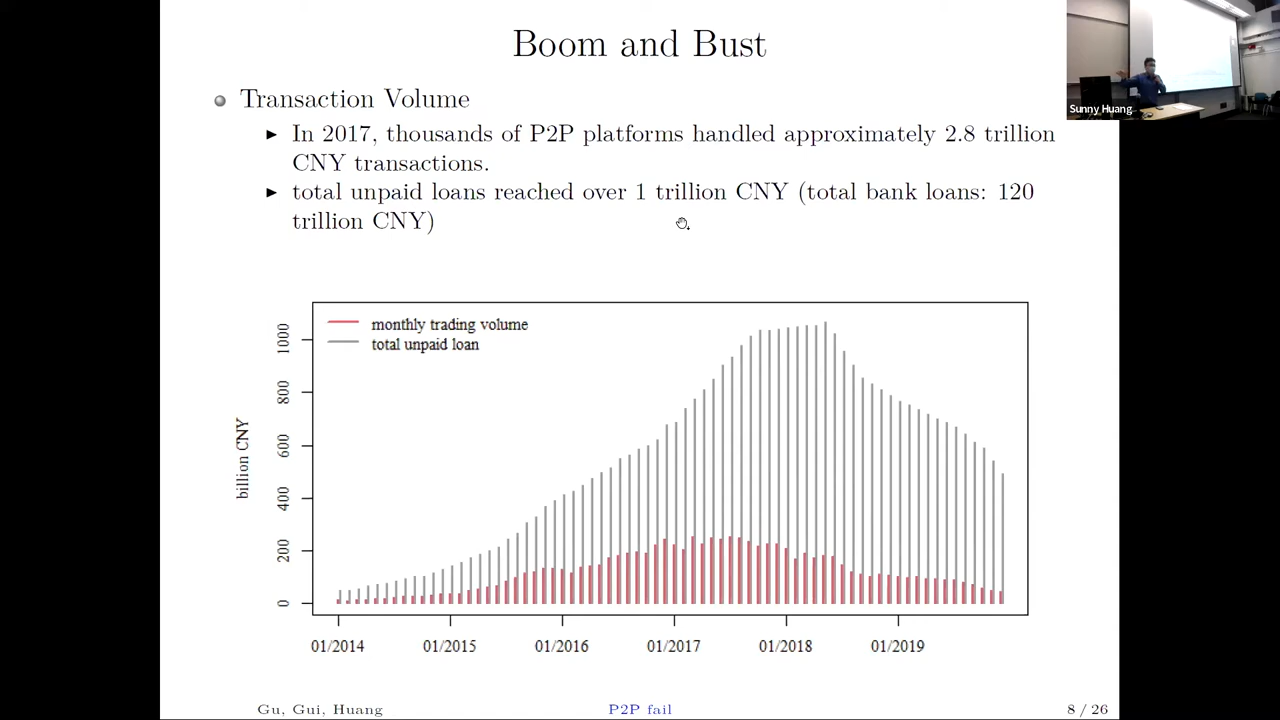 Boom and Bust
Sunny Huang
Transaction Volume
In 2017, thousands of P2P platforms handled approximately 2.8 trillion
CNY transactions.
total unpaid loans reached over 1 trillion CNY (total bank loans: 120
trillion CNY)
monthly trading volume
total unpaid loan
billion CNY
1000
800
600
400
200
0
01/2014 01/2015 01/2016 01/2017 01/2018 01/2019
Gu, Gui, Huang P2P fail 8 / 26